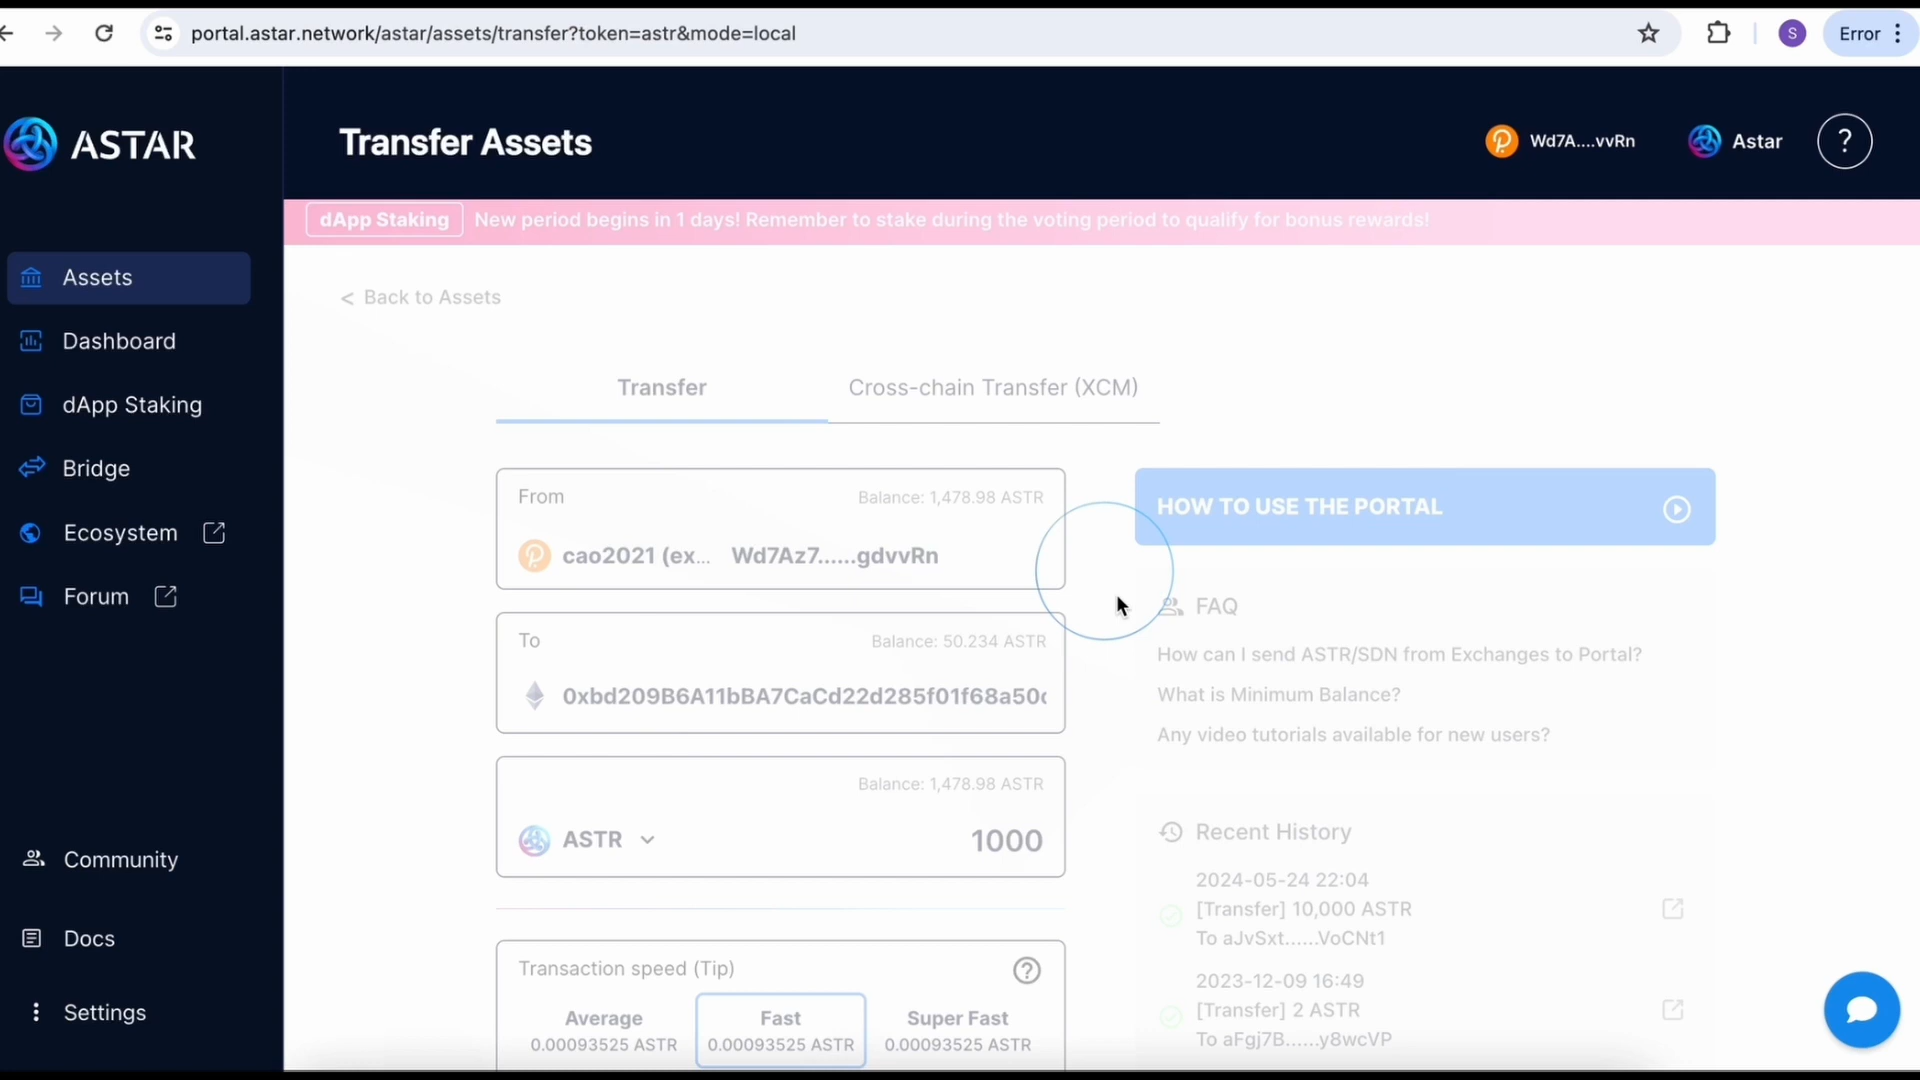 portal.astar.network/astar/assets/transfer?token=astr&mode=local
S
Error
ASTAR
Transfer Assets
Wd7A....vvRn
Astar
?
dApp Staking
New period begins in 1 days! Remember to stake during the voting period to qualify for bonus rewards!
Assets
Dashboard
dApp Staking
Bridge
Ecosystem
Forum
Community
Docs
Settings
< Back to Assets
Transfer
Cross-chain Transfer (XCM)
From
Balance: 1,478.98 ASTR
cao2021 (ex...
Wd7Az7......gdvvRn
To
Balance: 50.234 ASTR
0xbd209B6A11bBA7CaCd22d285f01f68a50
Balance: 1,478.98 ASTR
ASTR
1000
Transaction speed (Tip)
?
Average
0.00093525 ASTR
Fast
0.00093525 ASTR
Super Fast
0.00093525 ASTR
HOW TO USE THE PORTAL
FAQ
How can I send ASTR/SDN from Exchanges to Portal?
What is Minimum Balance?
Any video tutorials available for new users?
Recent History
2024-05-24 22:04
[Transfer] 10,000 ASTR
To aJvSxt......VoCNt1
2023-12-09 16:49
[Transfer] 2 ASTR
To aFgj7B......y8wcVP